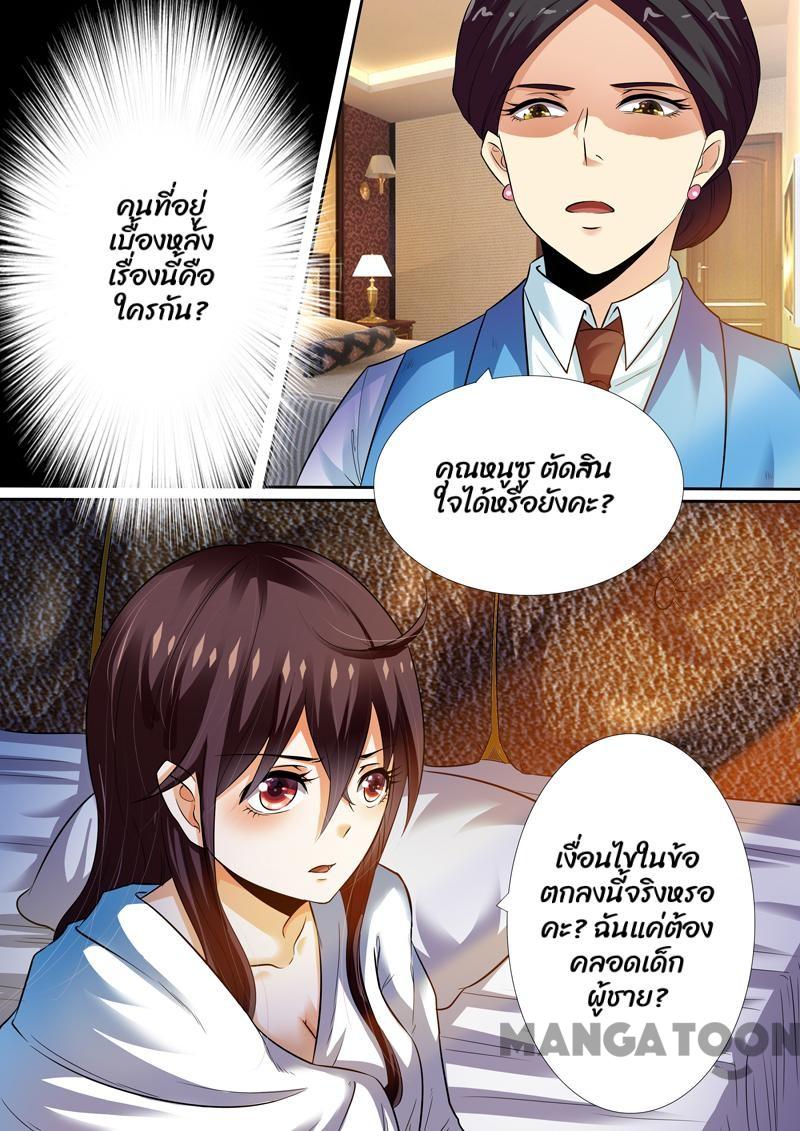 คนที่อยู่
เบื้องหลัง
เรื่องนี้คือ
ใครกัน?
คุณหนูซู ตัดสิน
ใจได้หรือยังคะ?
เงื่อนไขในข้อ
ตกลงนี้จริงหรอ
คะ? ฉันแค่ต้อง
คลอดเด็ก
ผู้ชาย?
MANGATOON